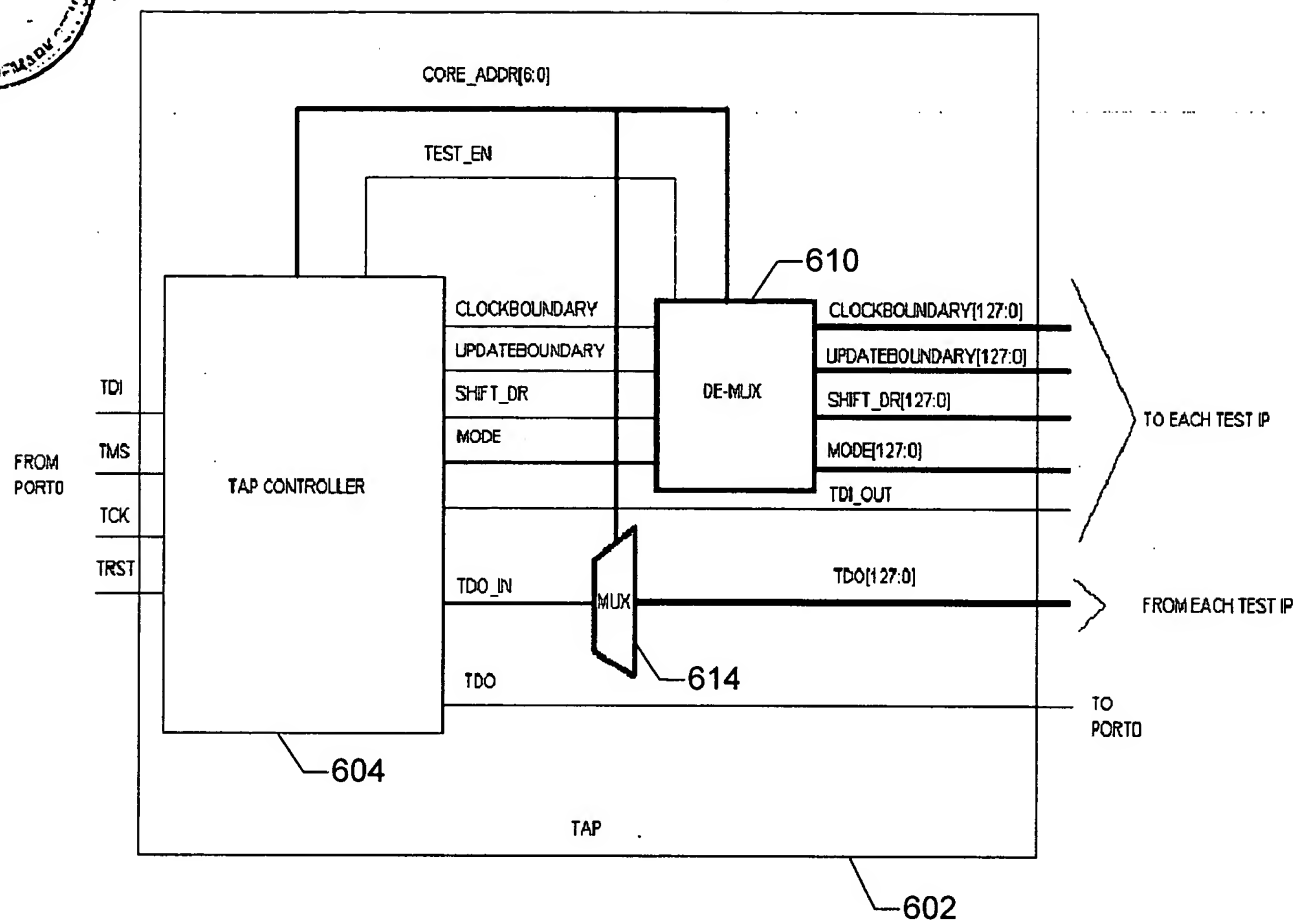 CORE_ADDR[6:0]
TEST_EN
610
CLOCKBOUNDARY
CLOCKBOUNDARY[127:0]
UPDATEBOUNDARY
UPDATEBOUNDARY[127:0]
TDI
SHIFT_DR
DE-MUX
SHIFT_DR[127:0]
TO EACH TEST IP
MODE
MODE[127:0]
FROM
PORT0
TMS
TAP CONTROLLER
TDI_OUT
TCK
TRST
TDO_IN
MUX
TDO[127:0]
FROM EACH TEST IP
614
TDO
TO
PORT0
604
TAP
602